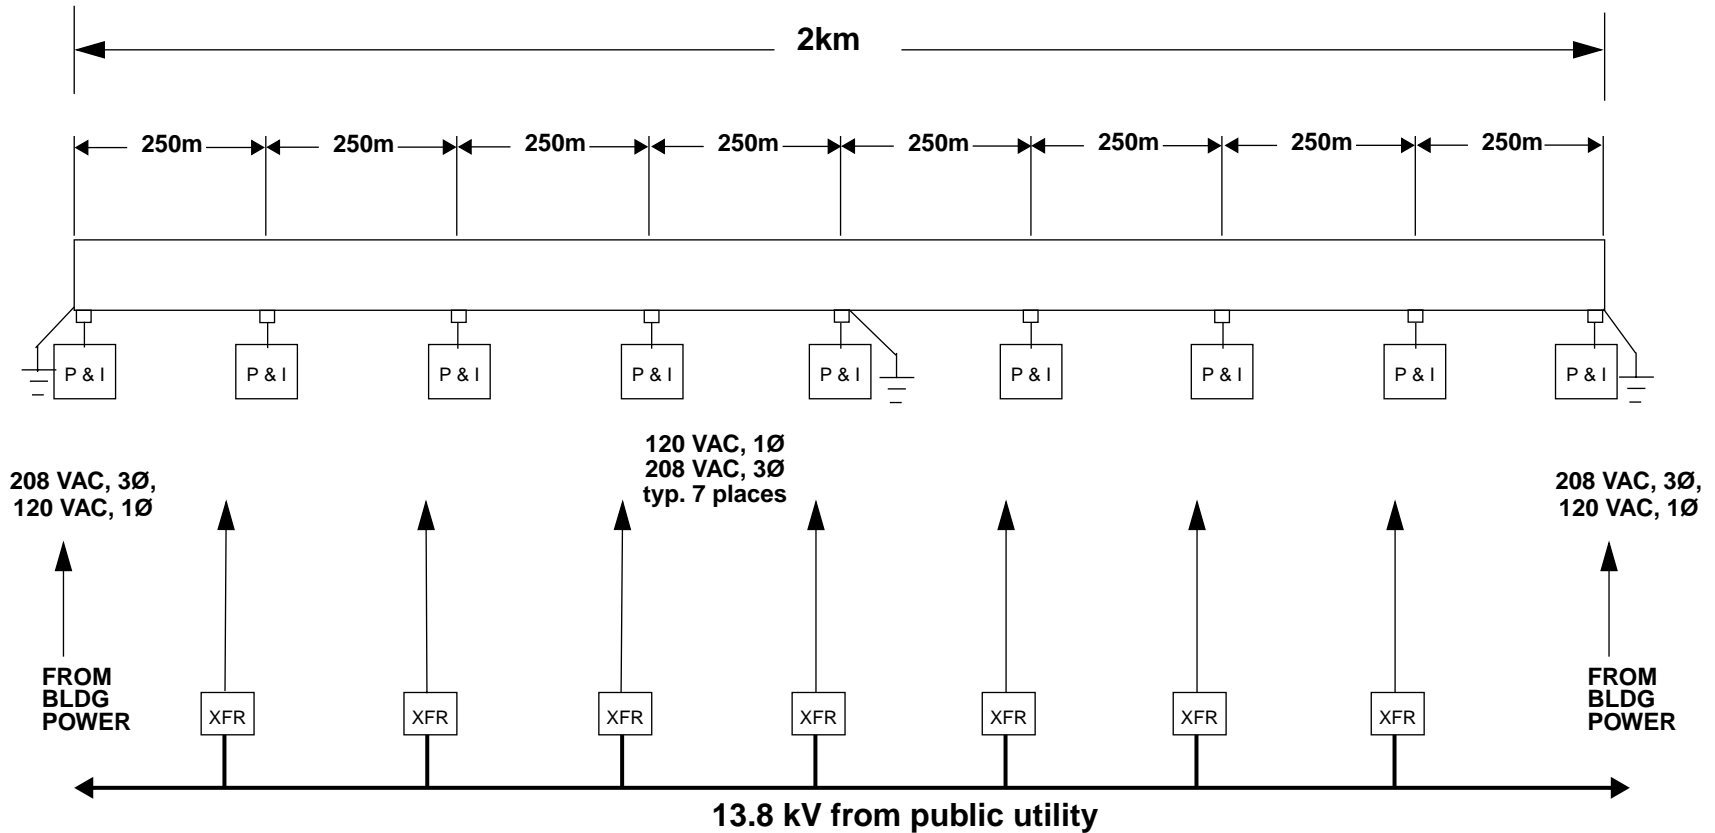 2km
250m
250m
250m
250m
250m
250m
250m
250m
P & I
P & I
P & I
P & I
P & I
P & I
P & I
P & I
P & I
120 VAC, 1Ø
208 VAC, 3Ø
typ. 7 places
208 VAC, 3Ø,
120 VAC, 1Ø
208 VAC, 3Ø,
120 VAC, 1Ø
FROM
BLDG
POWER
FROM
BLDG
POWER
XFR
XFR
XFR
XFR
XFR
XFR
XFR
13.8 kV from public utility